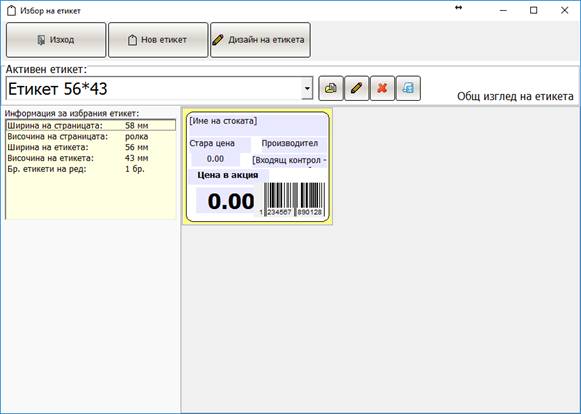 Избор на етикет
Изход
Нов етикет
Дизайн на етикета
Активен етикет:
Етикет 56*43
Общ изглед на етикета
Информация за избрания етикет:
Ширина на страницата: 58 мм
Височина на страницата: ролка
Ширина на етикета: 56 мм
Височина на етикета: 43 мм
Бр. етикети на ред: 1 бр.
[Име на стоката]
Стара цена Производител
0.00 [Входящ контрол -
Цена в акция
0.00
1 234567 890128